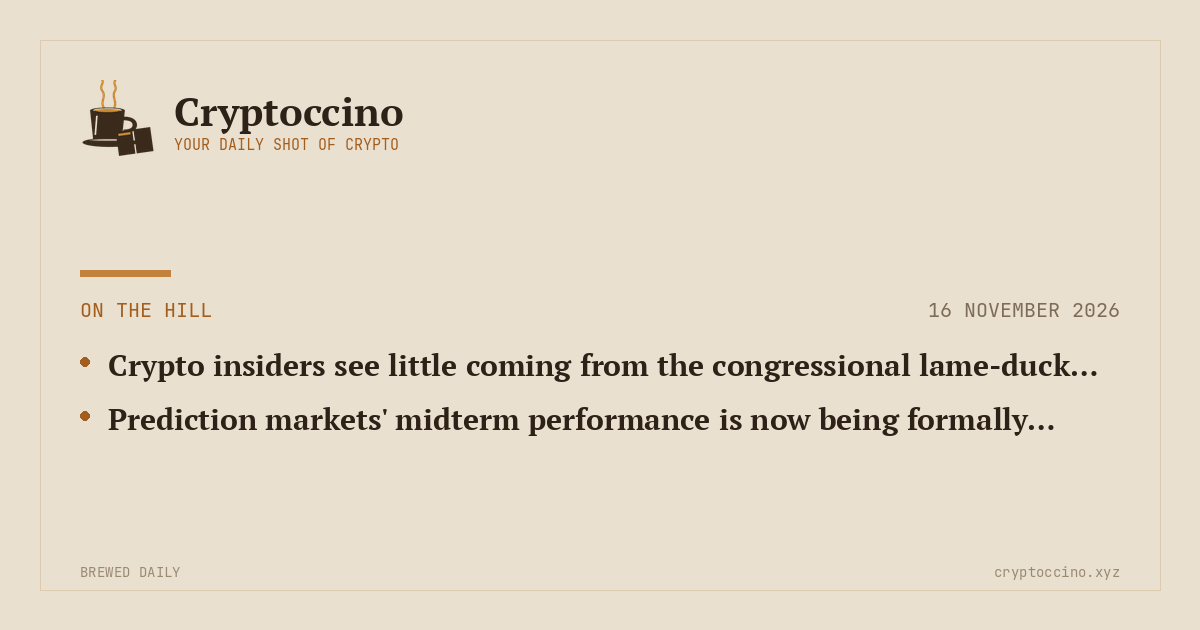 Cryptoccino
YOUR DAILY SHOT OF CRYPTO
ON THE HILL
16 NOVEMBER 2026
Crypto insiders see little coming from the congressional lame-duck...
Prediction markets' midterm performance is now being formally...
BREWED DAILY
cryptoccino.xyz